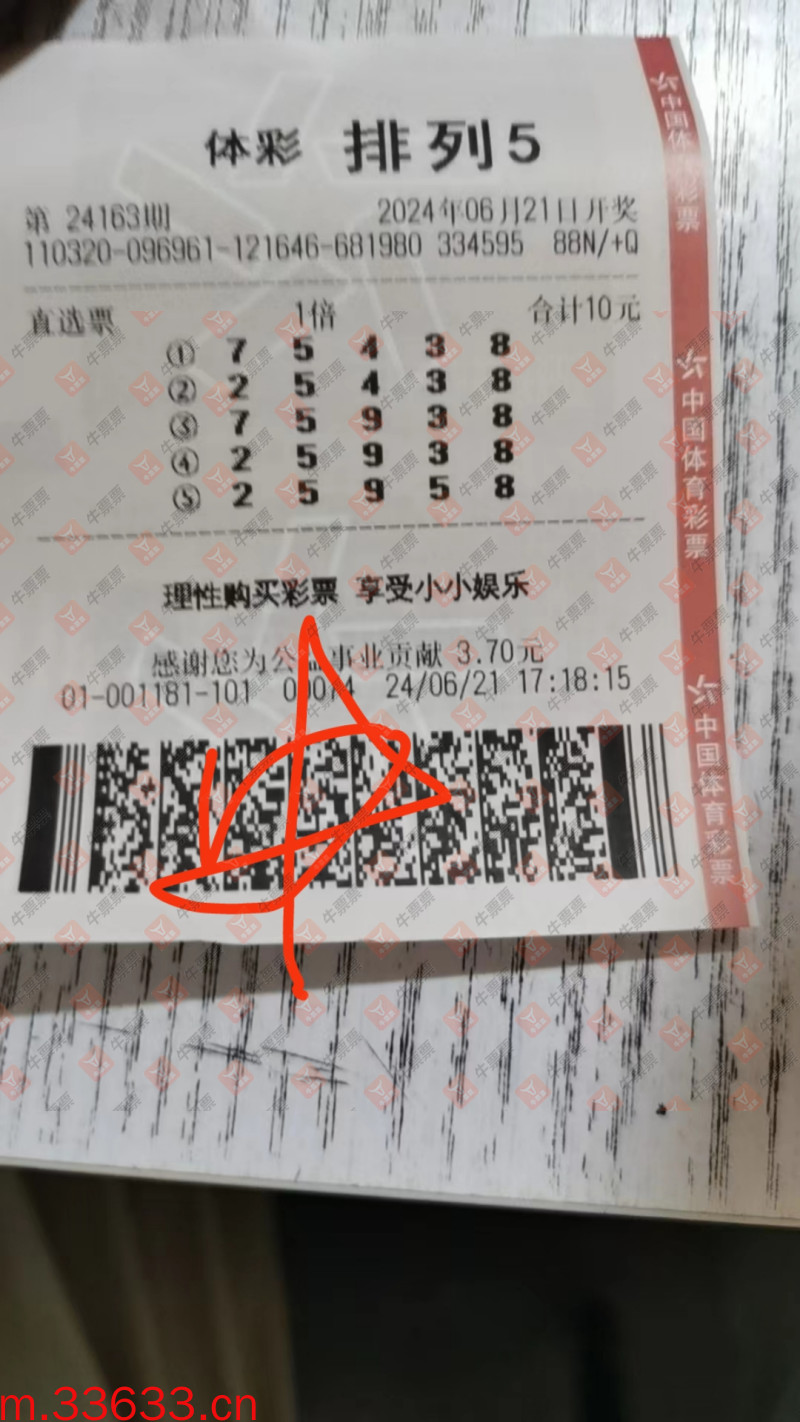 体彩 排列5
第 24163期 2024年06月21日开奖
110320-096961-121646-681980 334595 88N/+Q
直选票 1倍 合计10元
① 7 5 4 3 8
② 2 5 4 3 8
③ 7 5 9 3 8
④ 2 5 9 3 8
⑤ 2 5 9 5 8
理性购买彩票 享受小小娱乐
感谢您为公益事业贡献 3.70元
01-001181-101 00074 24/06/21 17:18:15
中国体育彩票
中国体育彩票
中国体育彩票
牛票票
m.33633.cn